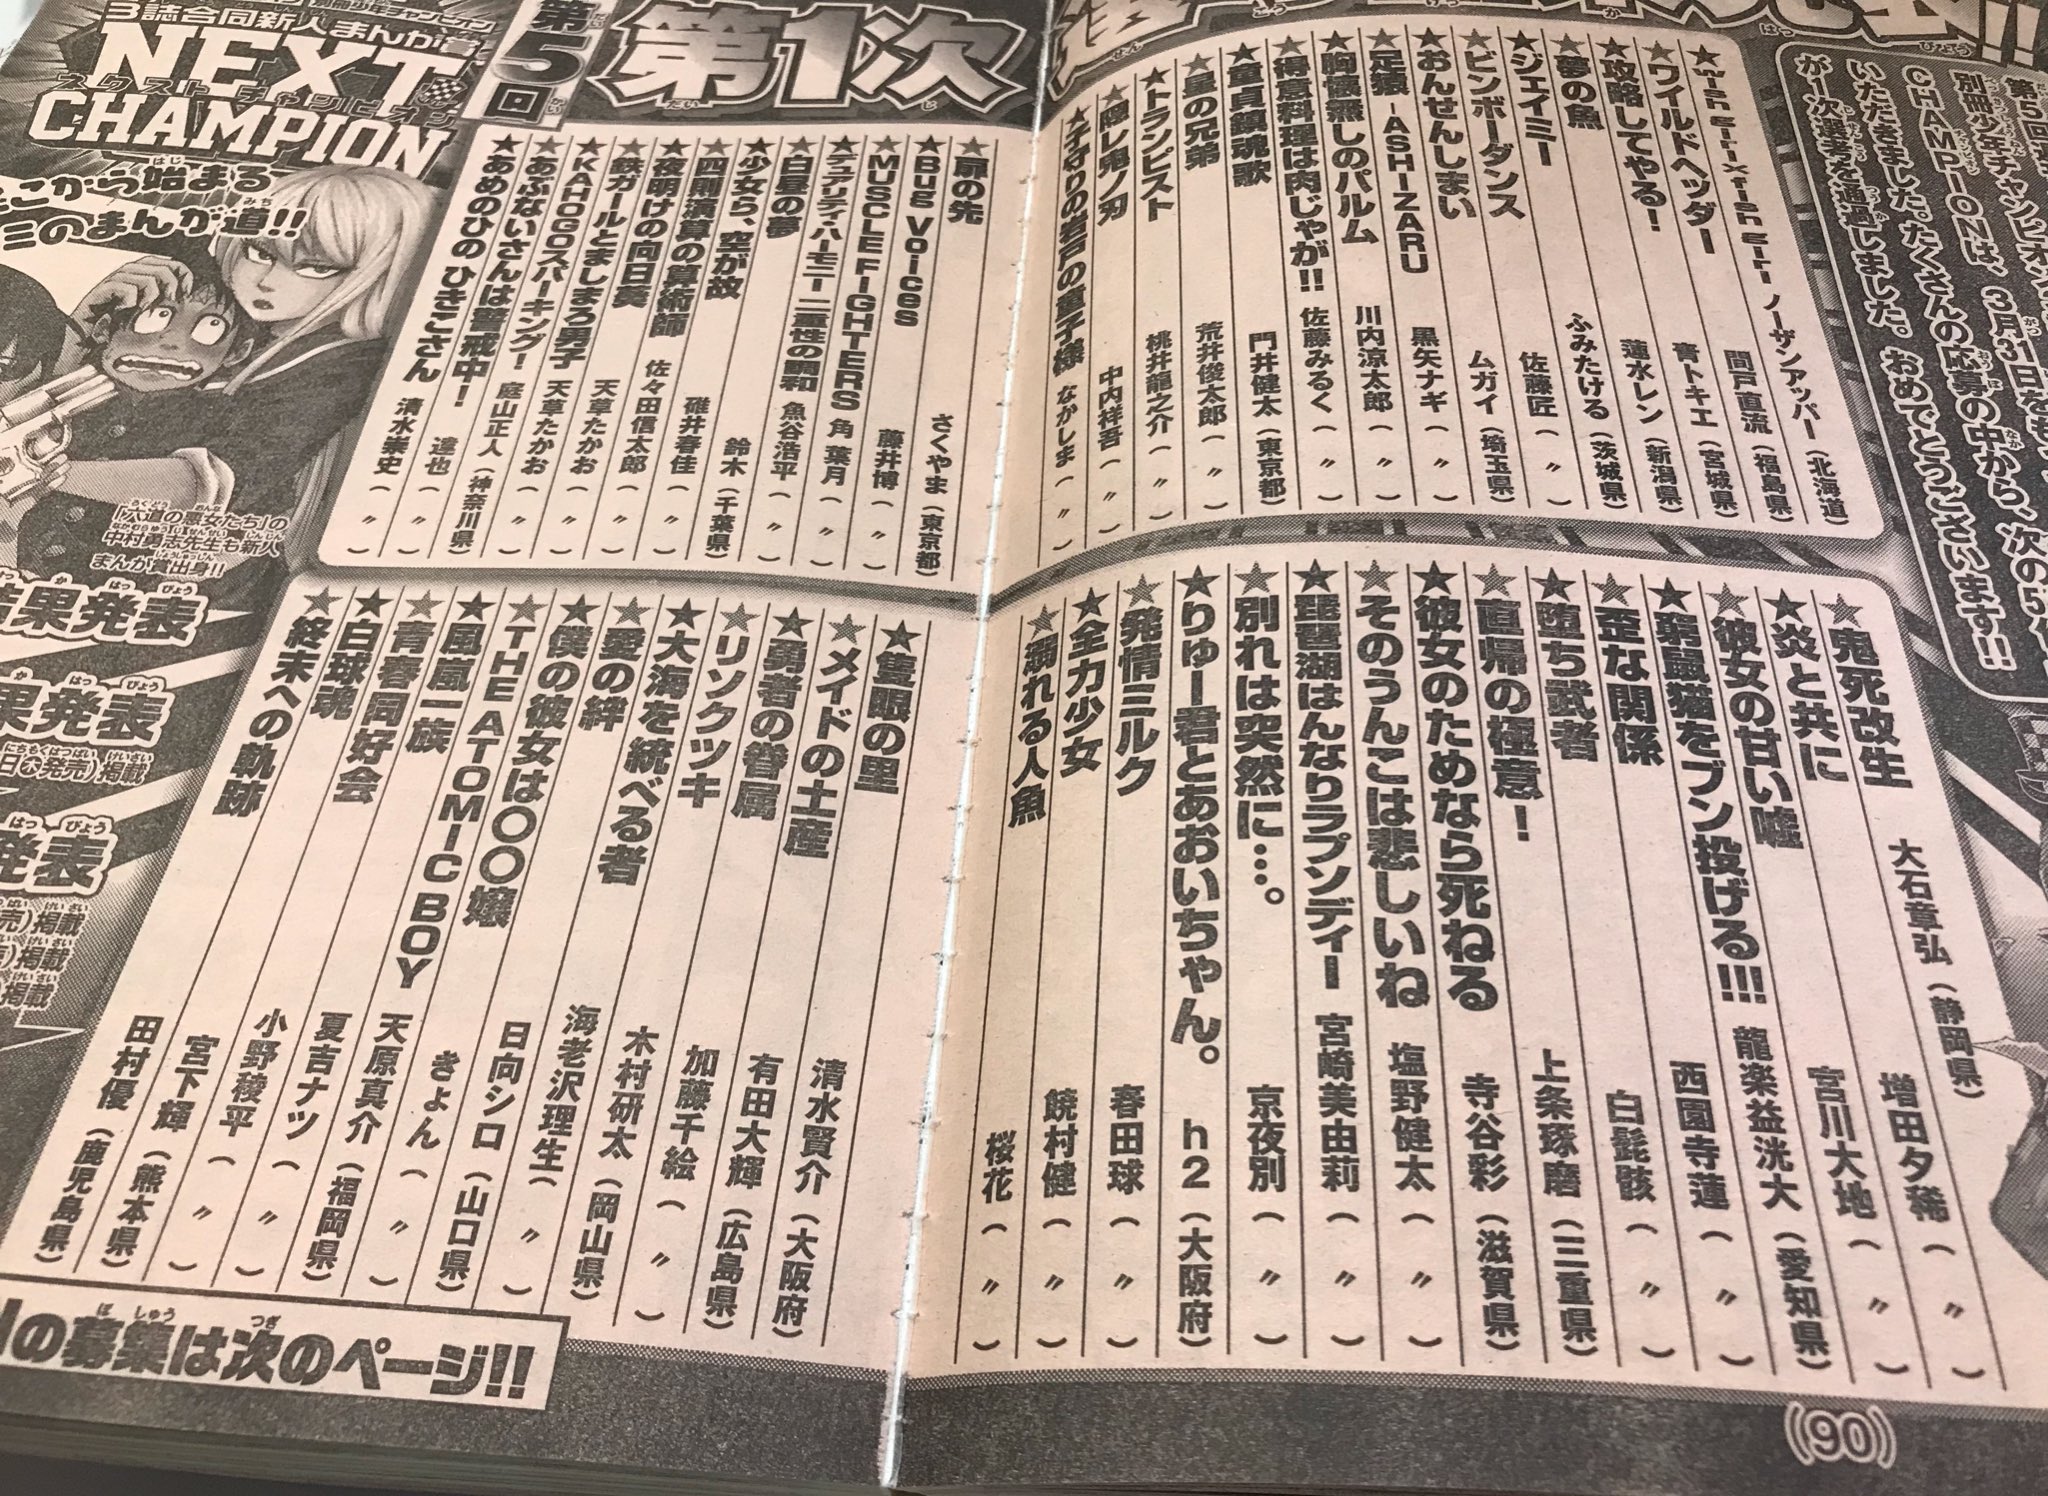 3誌合同新人まんが賞
NEXT
ネクストチャンピオン
CHAMPION
第5回
第1次
いただきました。たくさんの応募の中から、次の5
が1次選考を通過しました。おめでとうございます!!
CHAMPIONは、3月31日をも
別冊少年チャンピオン
★fish girl×fish girl ノーザンアッパー(北海道)
★ワイルドヘッダー 間戸直流(福島県)
★攻略してやる! 青トキエ(宮城県)
★夢の魚 蓮水レン(新潟県)
★ジェイミー ふみたける(茨城県)
★ビンボーダンス 佐藤匠(〃)
★おんせんしまい ムガイ(埼玉県)
★足猿 ―ASHIZARU 黒矢ナギ(〃)
★胸懐無しのパルム 川内涼太郎(〃)
★得意料理は肉じゃが!! 佐藤みるく(〃)
★童貞鎮魂歌 門井健太(東京都)
★星の兄弟 荒井俊太郎(〃)
★トランピスト 桃井龍之介(〃)
★隠レ鬼ノ刃 中内祥吾(〃)
★子守りの岩戸の童子様 なかしま(〃)
★扉の先 さくやま(東京都)
★Bug Voices 藤井博(〃)
★MUSCLE FIGHTERS 角 葉月(〃)
★デュアリティハーモニー 二重性の調和 魚谷浩平(〃)
★白昼の夢 鈴木(千葉県)
★少女ら、空が故 碓井春佳(〃)
★四則演算の算術師 佐々田信太郎(〃)
★夜明けの向日葵 天草たかお(〃)
★鉄ガールとましまろ男子 天草たかお(〃)
★KAHOGOスパーキング! 庭山正人(神奈川県)
★あぶないさんは警戒中! 達也(〃)
★あめのひの ひきこさん 清水崇史(〃)
★鬼死改生 大石章弘(静岡県)
★炎と共に 増田夕稀(〃)
★彼女の甘い嘘 宮川大地(〃)
★窮鼠猫をブン投げる!!! 龍楽益洸大(愛知県)
★歪な関係 西園寺蓮(〃)
★堕ち武者 白髭骸(〃)
★直帰の極意! 上条琢磨(三重県)
★彼女のためなら死ねる 寺谷彩(滋賀県)
★そのうんこは悲しいね 塩野健太(〃)
★琵琶湖はんなりラプソディー 宮崎美由莉(〃)
★別れは突然に…。 京夜別(〃)
★りゅー君とあおいちゃん。 h2(大阪府)
★発情ミルク 春田球(〃)
★全力少女 饒村健(〃)
★溺れる人魚 桜花(〃)
★隻眼の里 清水賢介(大阪府)
★メイドの土産 有田大輝(広島県)
★勇者の眷属 加藤千絵(〃)
★リソクツキ 木村研太(岡山県)
★大海を統べる者 海老沢理生(〃)
★愛の絆 日向シロ(山口県)
★僕の彼女は〇〇嬢 きょん(〃)
★THE ATOMIC BOY 天原真介(福岡県)
★風嵐一族 夏吉ナツ(〃)
★青春同好会 小野稜平(〃)
★白球魂 宮下輝(熊本県)
★終末への軌跡 田村優(鹿児島県)
こから始まる
のまんが道!!
「六道の悪女たち」の
中村勇志先生も新人
まんが賞出身!!
果発表
果発表
日(木)発売)掲載
発表
売)掲載
)掲載
掲載
の募集は次のページ!!
(90)